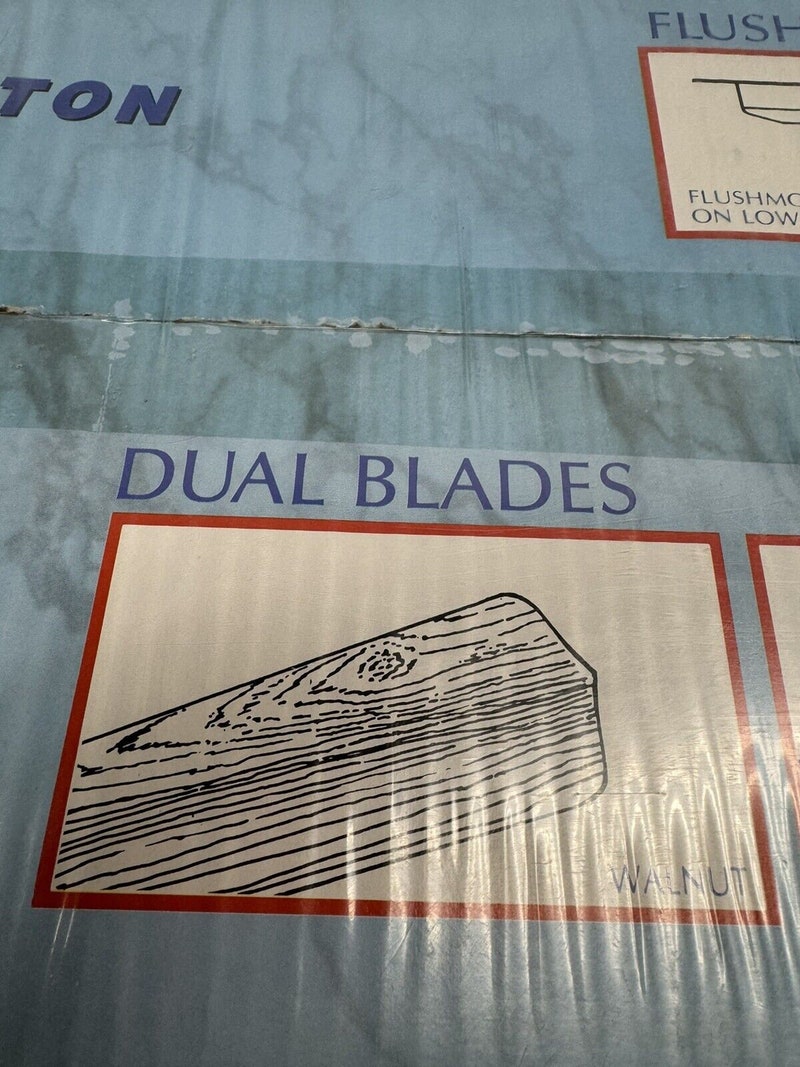 TON
FLUSH
FLUSHMO
ON LOW
DUAL BLADES
WALNUT